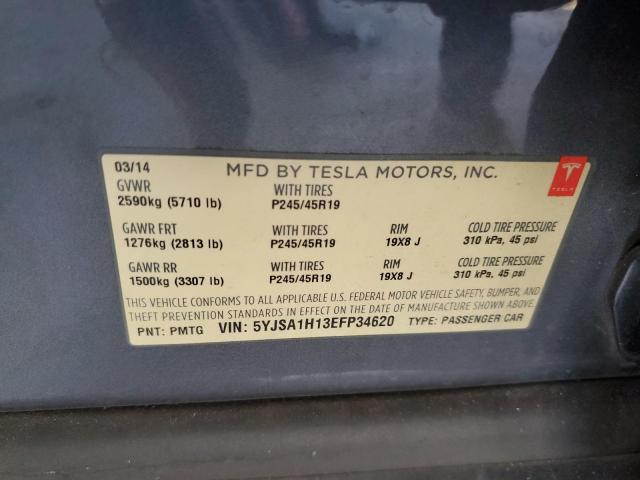 03/14 MFD BY TESLA MOTORS, INC.
TESLA
GVWR WITH TIRES
2590kg (5710 lb) P245/45R19
GAWR FRT WITH TIRES RIM COLD TIRE PRESSURE
1276kg (2813 lb) P245/45R19 19X8 J 310 kPa, 45 psi
GAWR RR WITH TIRES RIM COLD TIRE PRESSURE
1500kg (3307 lb) P245/45R19 19X8 J 310 kPa, 45 psi
THIS VEHICLE CONFORMS TO ALL APPLICABLE U.S. FEDERAL MOTOR VEHICLE SAFETY, BUMPER, AND
THEFT PREVENTION STANDARDS IN EFFECT ON THE DATE OF MANUFACTURE SHOWN ABOVE.
PNT: PMTG VIN: 5YJSA1H13EFP34620 TYPE: PASSENGER CAR